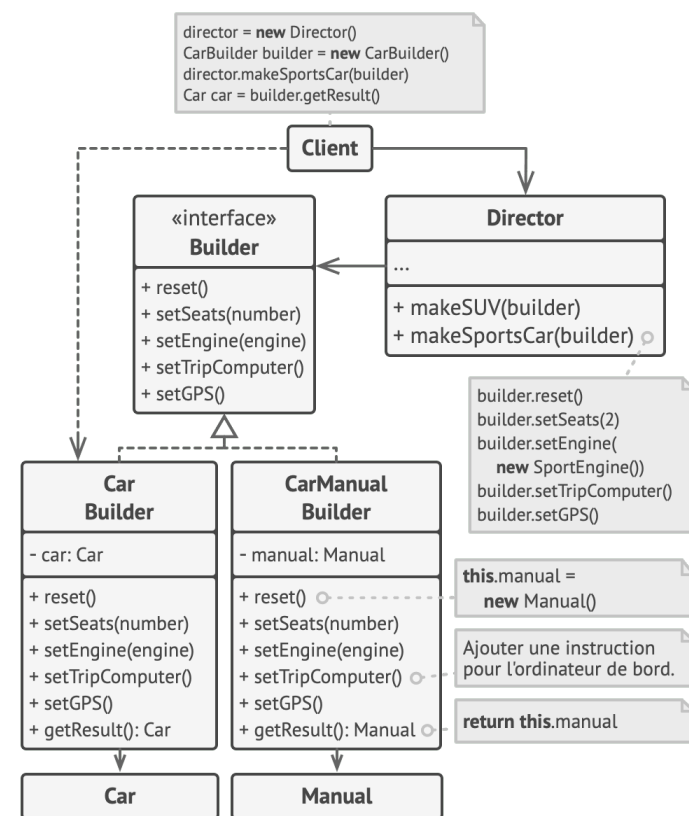 director = new Director()
CarBuilder builder = new CarBuilder()
director.makeSportsCar(builder)
Car car = builder.getResult()
Client
«interface»
Builder
+ reset()
+ setSeats(number)
+ setEngine(engine)
+ setTripComputer()
+ setGPS()
Director
...
+ makeSUV(builder)
+ makeSportsCar(builder)
builder.reset()
builder.setSeats(2)
builder.setEngine(
new SportEngine())
builder.setTripComputer()
builder.setGPS()
Car
Builder
- car: Car
+ reset()
+ setSeats(number)
+ setEngine(engine)
+ setTripComputer()
+ setGPS()
+ getResult(): Car
CarManual
Builder
- manual: Manual
+ reset()
+ setSeats(number)
+ setEngine(engine)
+ setTripComputer()
+ setGPS()
+ getResult(): Manual
this.manual =
new Manual()
Ajouter une instruction
pour l'ordinateur de bord.
return this.manual
Car
Manual